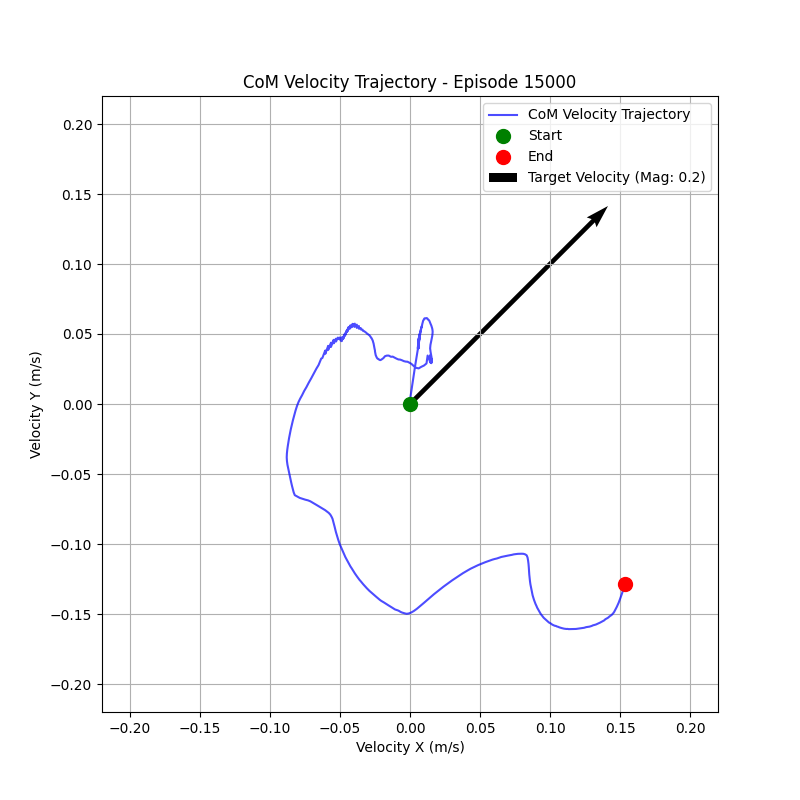 CoM Velocity Trajectory - Episode 15000
CoM Velocity Trajectory
Start
End
Target Velocity (Mag: 0.2)
0.20
0.15
0.10
0.05
0.00
−0.05
−0.10
−0.15
−0.20
Velocity Y (m/s)
−0.20 −0.15 −0.10 −0.05 0.00 0.05 0.10 0.15 0.20
Velocity X (m/s)